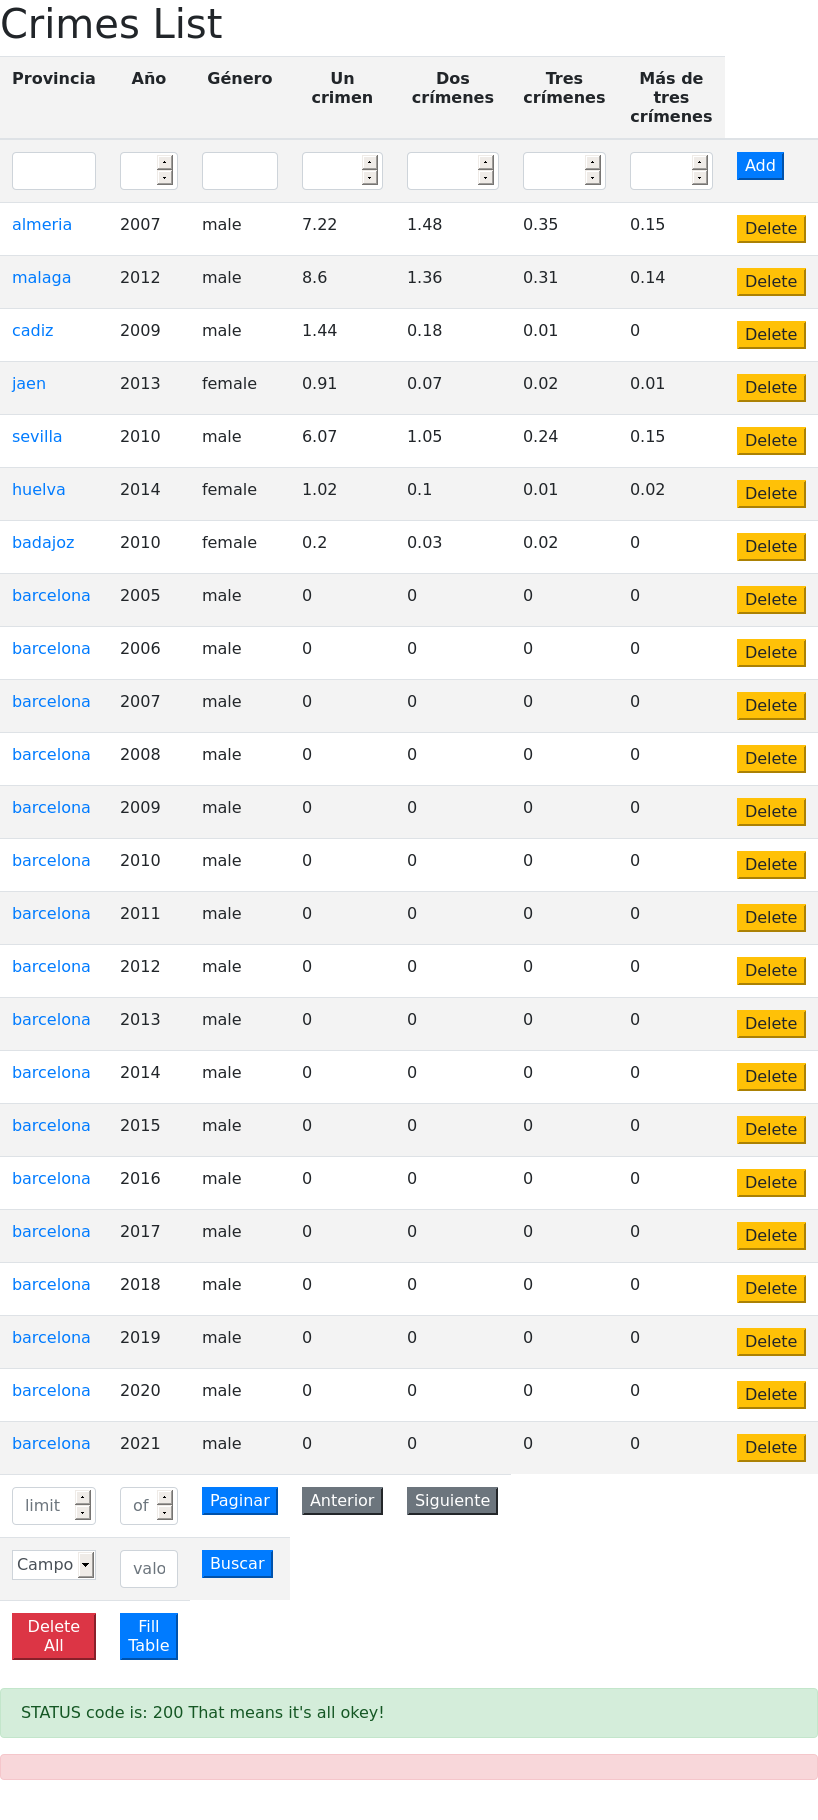 Crimes List
Provincia Año Género Un crimen Dos crímenes Tres crímenes Más de tres crímenes
Add
almeria 2007 male 7.22 1.48 0.35 0.15 Delete
malaga 2012 male 8.6 1.36 0.31 0.14 Delete
cadiz 2009 male 1.44 0.18 0.01 0 Delete
jaen 2013 female 0.91 0.07 0.02 0.01 Delete
sevilla 2010 male 6.07 1.05 0.24 0.15 Delete
huelva 2014 female 1.02 0.1 0.01 0.02 Delete
badajoz 2010 female 0.2 0.03 0.02 0 Delete
barcelona 2005 male 0 0 0 0 Delete
barcelona 2006 male 0 0 0 0 Delete
barcelona 2007 male 0 0 0 0 Delete
barcelona 2008 male 0 0 0 0 Delete
barcelona 2009 male 0 0 0 0 Delete
barcelona 2010 male 0 0 0 0 Delete
barcelona 2011 male 0 0 0 0 Delete
barcelona 2012 male 0 0 0 0 Delete
barcelona 2013 male 0 0 0 0 Delete
barcelona 2014 male 0 0 0 0 Delete
barcelona 2015 male 0 0 0 0 Delete
barcelona 2016 male 0 0 0 0 Delete
barcelona 2017 male 0 0 0 0 Delete
barcelona 2018 male 0 0 0 0 Delete
barcelona 2019 male 0 0 0 0 Delete
barcelona 2020 male 0 0 0 0 Delete
barcelona 2021 male 0 0 0 0 Delete
limit of Paginar Anterior Siguiente
Campo valo Buscar
Delete All Fill Table
STATUS code is: 200 That means it's all okey!